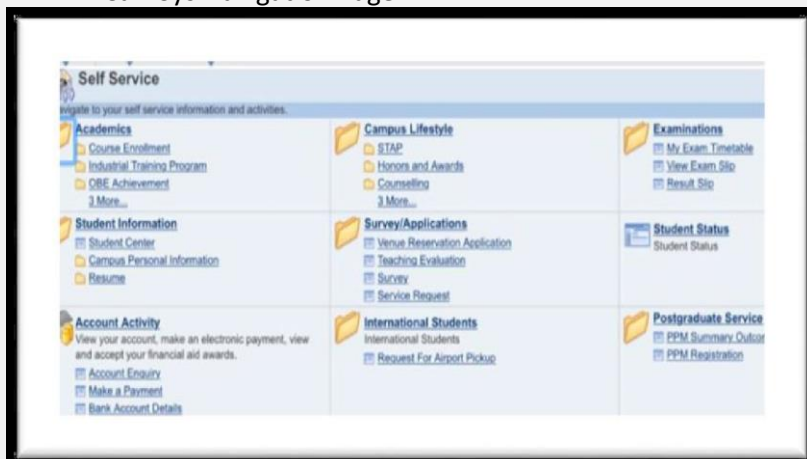 Self Service
navigate to your self service information and activities.
Academics
Course Enrolment
Industrial Training Program
OBE Achievement
3 More...
Campus Lifestyle
STAP
Honors and Awards
Counselling
3 More...
Examinations
My Exam Timetable
View Exam Slip
Result Slip
Student Information
Student Center
Campus Personal Information
Resume
Survey/Applications
Venue Reservation Application
Teaching Evaluation
Survey
Service Request
Student Status
Student Status
Account Activity
View your account, make an electronic payment, view
and accept your financial aid awards.
Account Enquiry
Make a Payment
Bank Account Details
International Students
International Students
Request For Airport Pickup
Postgraduate Service
PPM Summary Outcor
PPM Registration